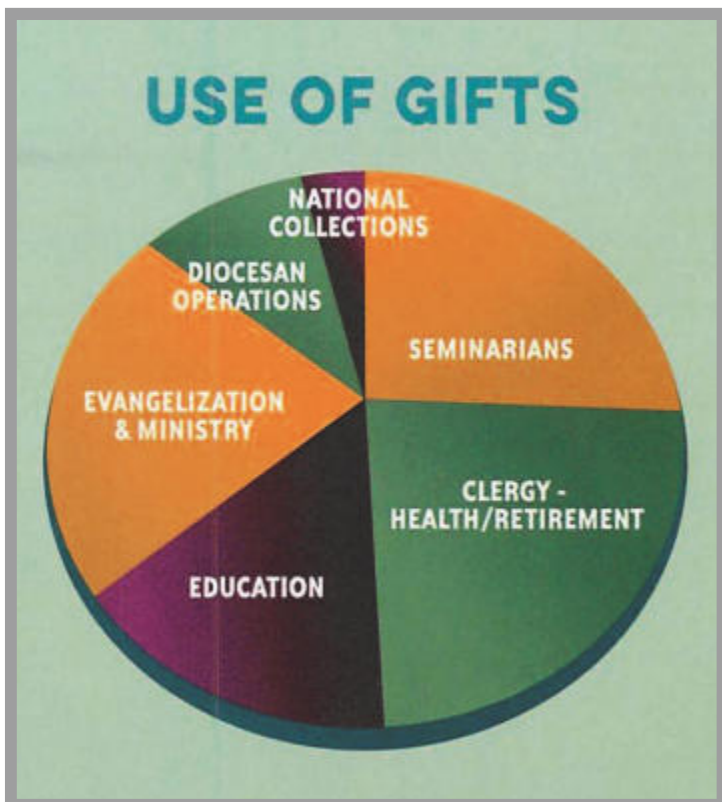 USE OF GIFTS
NATIONAL
COLLECTIONS
DIOCESAN
OPERATIONS
SEMINARIANS
EVANGELIZATION
& MINISTRY
CLERGY -
HEALTH/RETIREMENT
EDUCATION